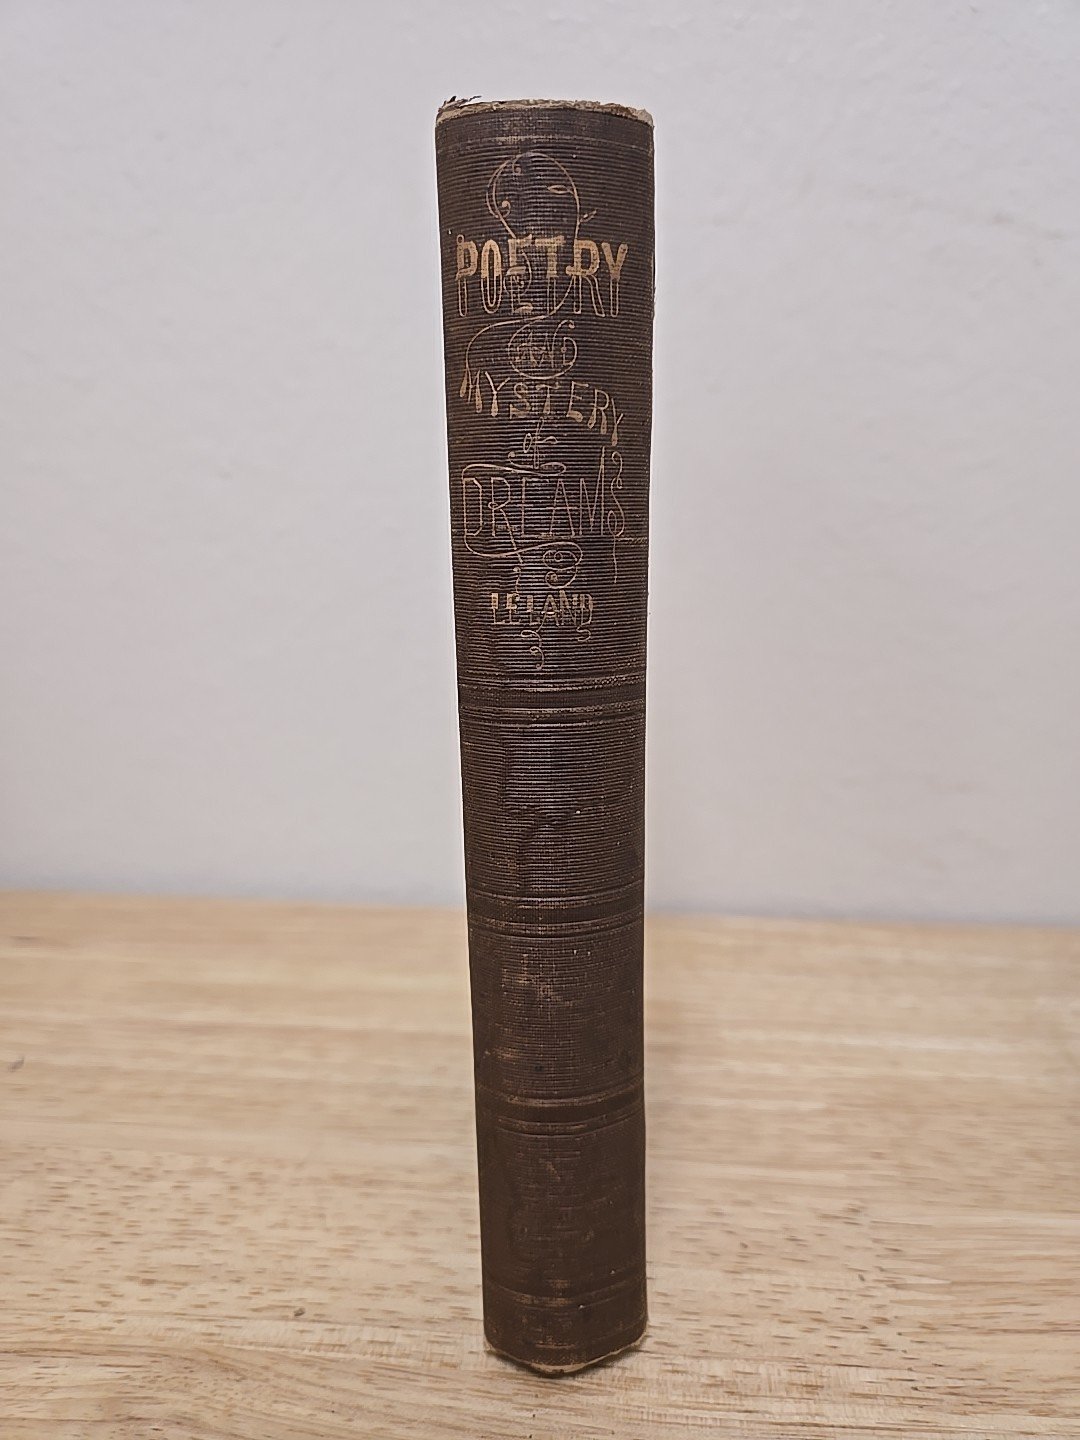 POETRY
AND
MYSTERY
of
DREAMS
LELAND